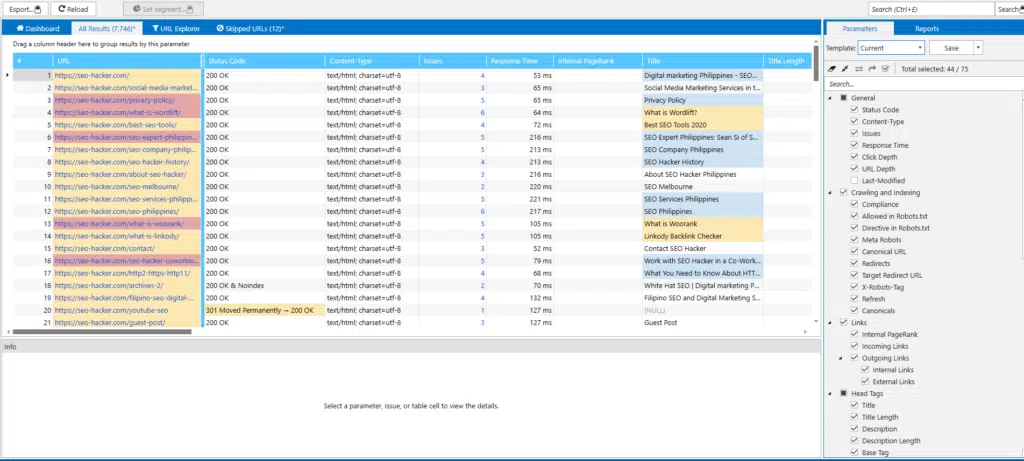 Export...
Reload
Set segment...
Search (Ctrl+E)
Search
Dashboard
All Results (7,746)*
URL Explorer
Skipped URLs (12)*
Drag a column header here to group results by this parameter
# URL Status Code Content-Type Issues Response Time Internal PageRank Title Title Length
1 https://seo-hacker.com/ 200 OK text/html; charset=utf-8 4 53 ms Digital marketing Philippines - SEO...
2 https://seo-hacker.com/social-media-market... 200 OK text/html; charset=utf-8 3 65 ms Social Media Marketing Services in t...
3 https://seo-hacker.com/privacy-policy/ 200 OK text/html; charset=utf-8 5 65 ms Privacy Policy
4 https://seo-hacker.com/what-is-wordlift/ 200 OK text/html; charset=utf-8 6 64 ms What is Wordlift?
5 https://seo-hacker.com/best-seo-tools/ 200 OK text/html; charset=utf-8 4 72 ms Best SEO Tools 2020
6 https://seo-hacker.com/seo-expert-philippin... 200 OK text/html; charset=utf-8 5 216 ms SEO Expert Philippines: Sean Si of S...
7 https://seo-hacker.com/seo-company-philip... 200 OK text/html; charset=utf-8 5 213 ms SEO Company Philippines
8 https://seo-hacker.com/seo-hacker-history/ 200 OK text/html; charset=utf-8 4 213 ms SEO Hacker History
9 https://seo-hacker.com/about-seo-hacker/ 200 OK text/html; charset=utf-8 3 216 ms About SEO Hacker Philippines
10 https://seo-hacker.com/seo-melbourne/ 200 OK text/html; charset=utf-8 2 220 ms SEO Melbourne
11 https://seo-hacker.com/seo-services-philippi... 200 OK text/html; charset=utf-8 5 221 ms SEO Services Philippines
12 https://seo-hacker.com/seo-philippines/ 200 OK text/html; charset=utf-8 6 217 ms SEO Philippines
13 https://seo-hacker.com/what-is-woorank/ 200 OK text/html; charset=utf-8 5 105 ms What is Woorank
14 https://seo-hacker.com/what-is-linkody/ 200 OK text/html; charset=utf-8 5 105 ms Linkody Backlink Checker
15 https://seo-hacker.com/contact/ 200 OK text/html; charset=utf-8 3 52 ms Contact SEO Hacker
16 https://seo-hacker.com/seo-hacker-coworkin... 200 OK text/html; charset=utf-8 5 79 ms Work with SEO Hacker in a Co-Work...
17 https://seo-hacker.com/http2-https-http11/ 200 OK text/html; charset=utf-8 4 68 ms What You Need to Know About HTT...
18 https://seo-hacker.com/archives-2/ 200 OK & Noindex text/html; charset=utf-8 2 70 ms White Hat SEO | Digital marketing P...
19 https://seo-hacker.com/filipino-seo-digital-... 200 OK text/html; charset=utf-8 4 132 ms Filipino SEO and Digital Marketing S...
20 https://seo-hacker.com/youtube-seo 301 Moved Permanently → 200 OK text/html; charset=utf-8 1 127 ms (NULL)
21 https://seo-hacker.com/guest-post/ 200 OK text/html; charset=utf-8 3 127 ms Guest Post
Info
Select a parameter, issue, or table cell to view the details.
Parameters
Reports
Template: Current
Save
Total selected: 44 / 75
Search...
General
Status Code
Content-Type
Issues
Response Time
Click Depth
URL Depth
Last-Modified
Crawling and Indexing
Compliance
Allowed in Robots.txt
Directive in Robots.txt
Meta Robots
Canonical URL
Redirects
Target Redirect URL
X-Robots-Tag
Refresh
Canonicals
Links
Internal PageRank
Incoming Links
Outgoing Links
Internal Links
External Links
Head Tags
Title
Title Length
Description
Description Length
Base Tag